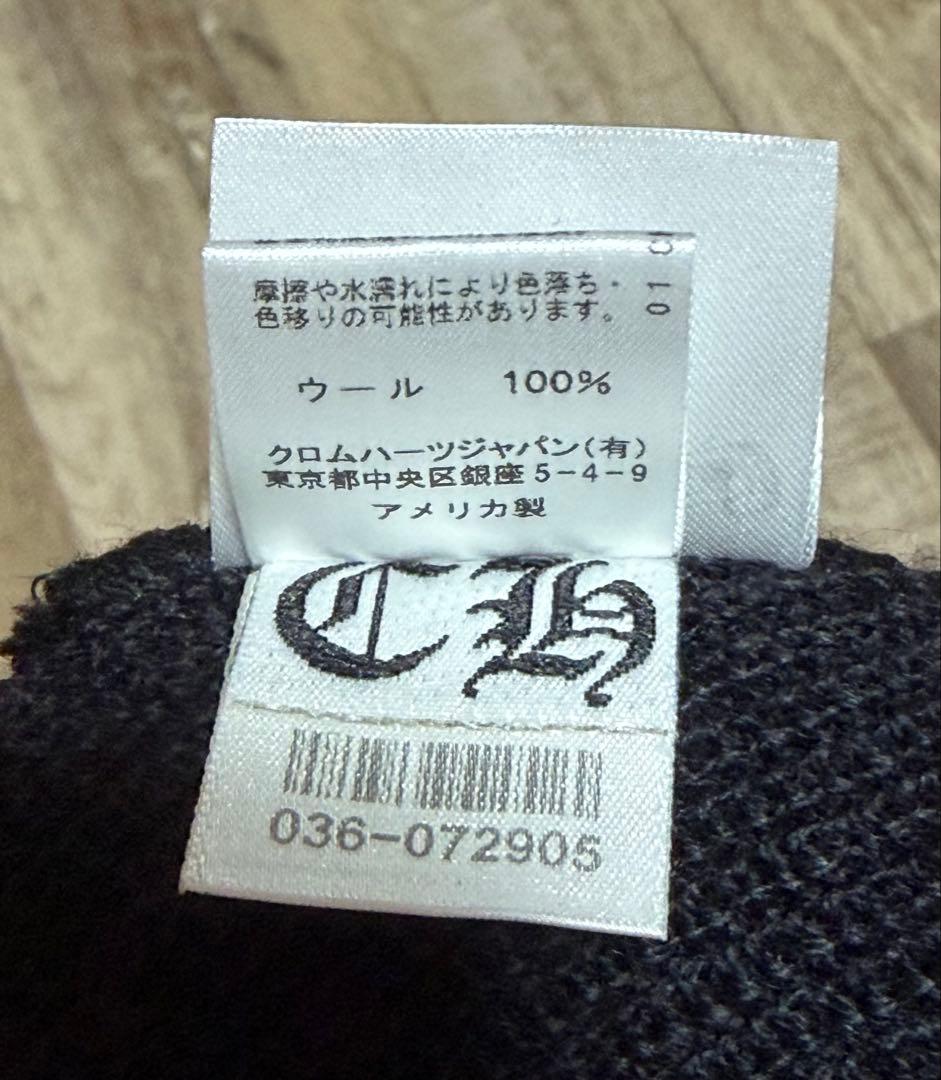 摩擦や水濡れにより色落ち・
色移りの可能性があります。
01
ウール 100%
クロムハーツジャパン(有)
東京都中央区銀座5-4-9
アメリカ製
CH
036-072905